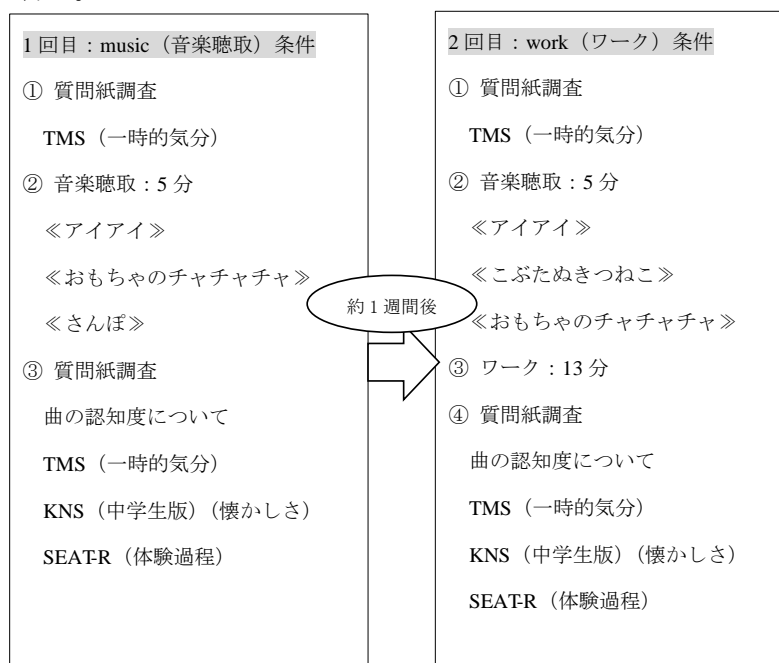 1回目：music（音楽聴取）条件
① 質問紙調査
TMS（一時的気分）
② 音楽聴取：5分
≪アイアイ≫
≪おもちゃのチャチャチャ≫
≪さんぽ≫
③ 質問紙調査
曲の認知度について
TMS（一時的気分）
KNS（中学生版）（懐かしさ）
SEAT-R（体験過程）
約1週間後
2回目：work（ワーク）条件
① 質問紙調査
TMS（一時的気分）
② 音楽聴取：5分
≪アイアイ≫
≪こぶたぬきつねこ≫
≪おもちゃのチャチャチャ≫
③ ワーク：13分
④ 質問紙調査
曲の認知度について
TMS（一時的気分）
KNS（中学生版）（懐かしさ）
SEAT-R（体験過程）